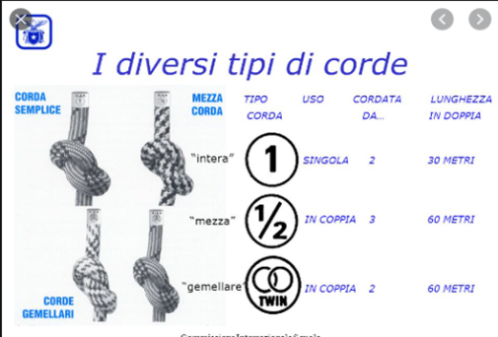 I diversi tipi di corde
CORDA
SEMPLICE
MEZZA
CORDA
CORDE
GEMELLARI
TIPO USO CORDATA LUNGHEZZA
CORDA DA... IN DOPPIA
"intera" 1 SINGOLA 2 30 METRI
"mezza" 1/2 IN COPPIA 3 60 METRI
"gemellare" TWIN IN COPPIA 2 60 METRI